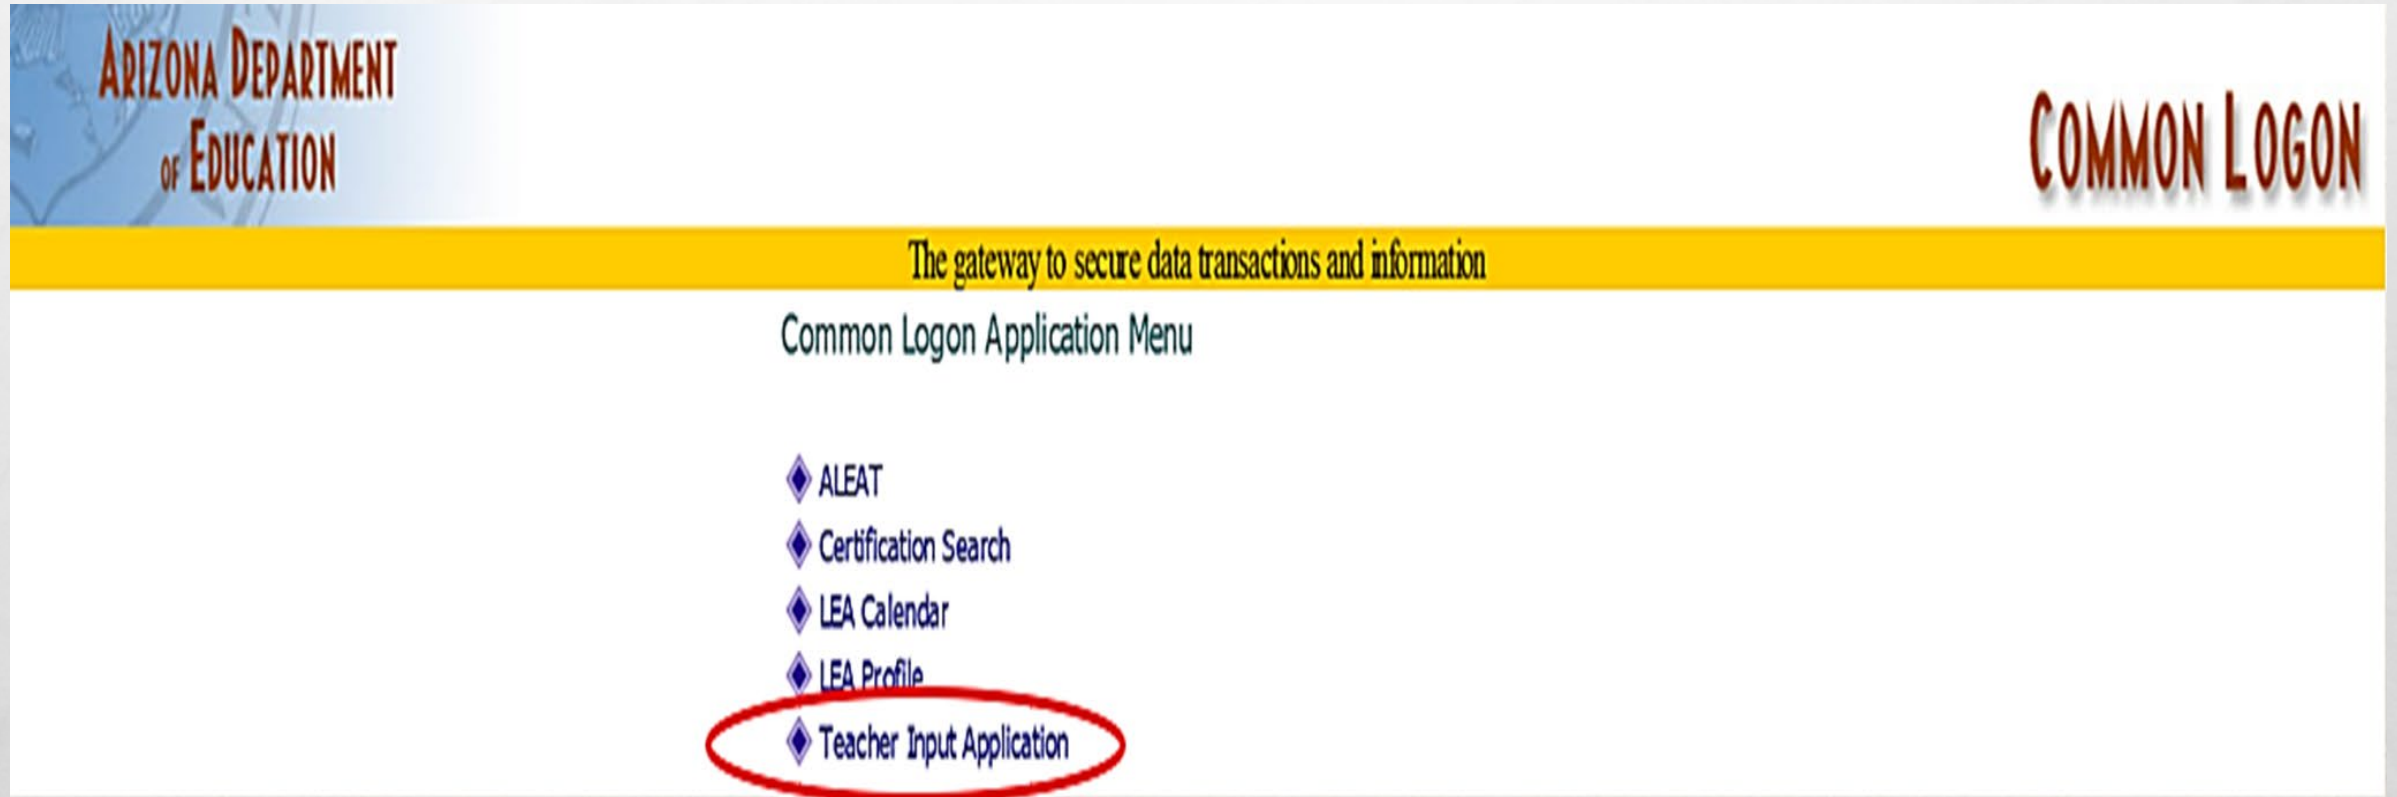 ARIZONA DEPARTMENT
OF EDUCATION
COMMON LOGON
The gateway to secure data transactions and information
Common Logon Application Menu
ALEAT
Certification Search
LEA Calendar
LEA Profile
Teacher Input Application